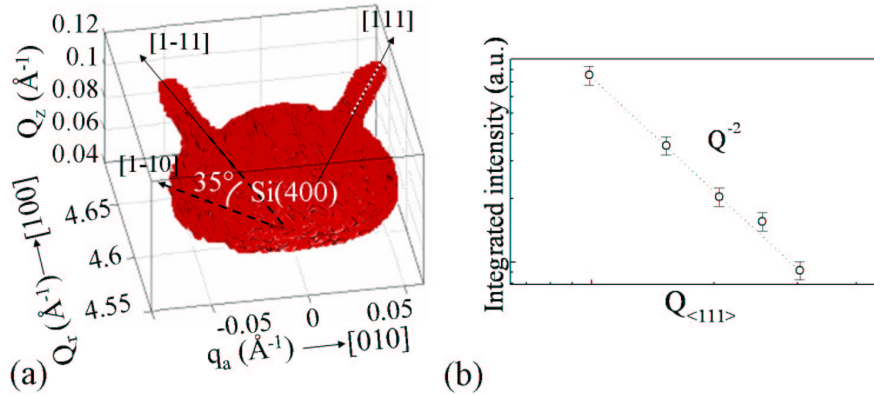 0.12
0.1
0.08
0.06
0.04
Q_z (Å^-1)
[1-11]
[111]
[1-10]
35°
Si(400)
4.65
4.6
4.55
Q_r (Å^-1) → [100]
-0.05
0
0.05
q_a (Å^-1) → [010]
(a)
Integrated intensity (a.u.)
Q^-2
Q_<111>
(b)